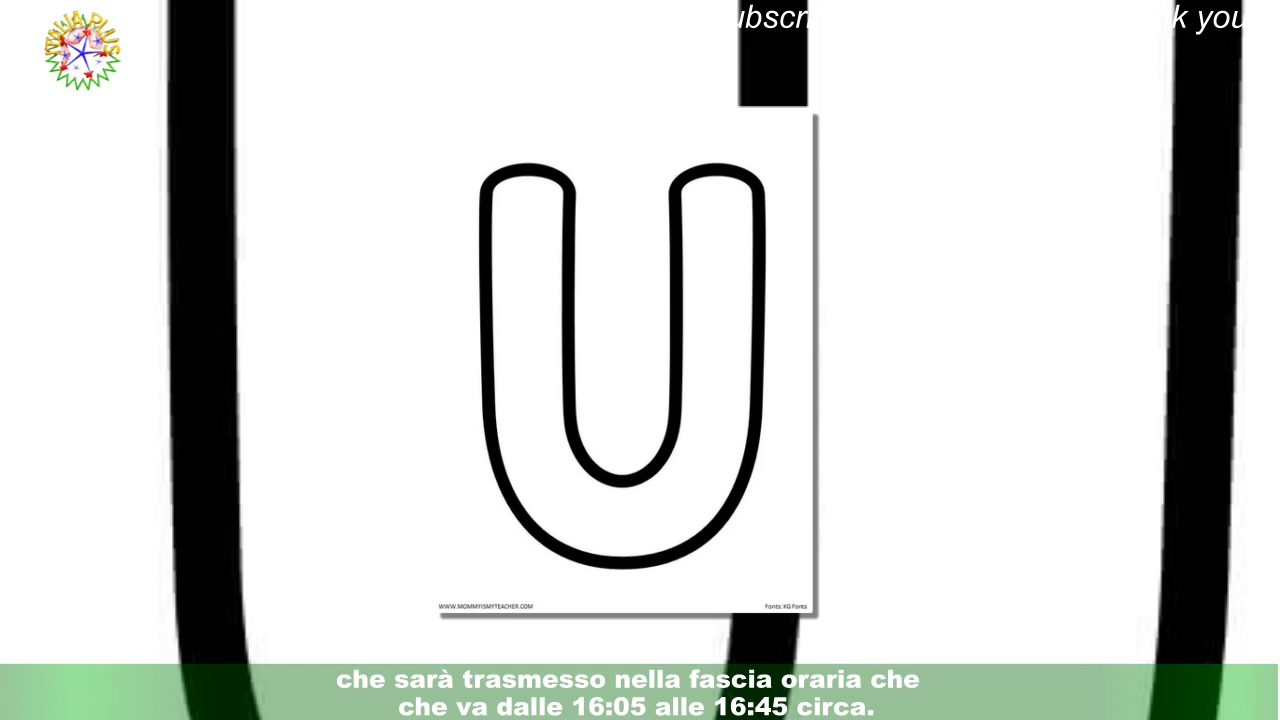 k you
U
WWW.MOMMYISMYTEACHER.COM
Fonts: KG Fonts
che sarà trasmesso nella fascia oraria che
che va dalle 16:05 alle 16:45 circa.